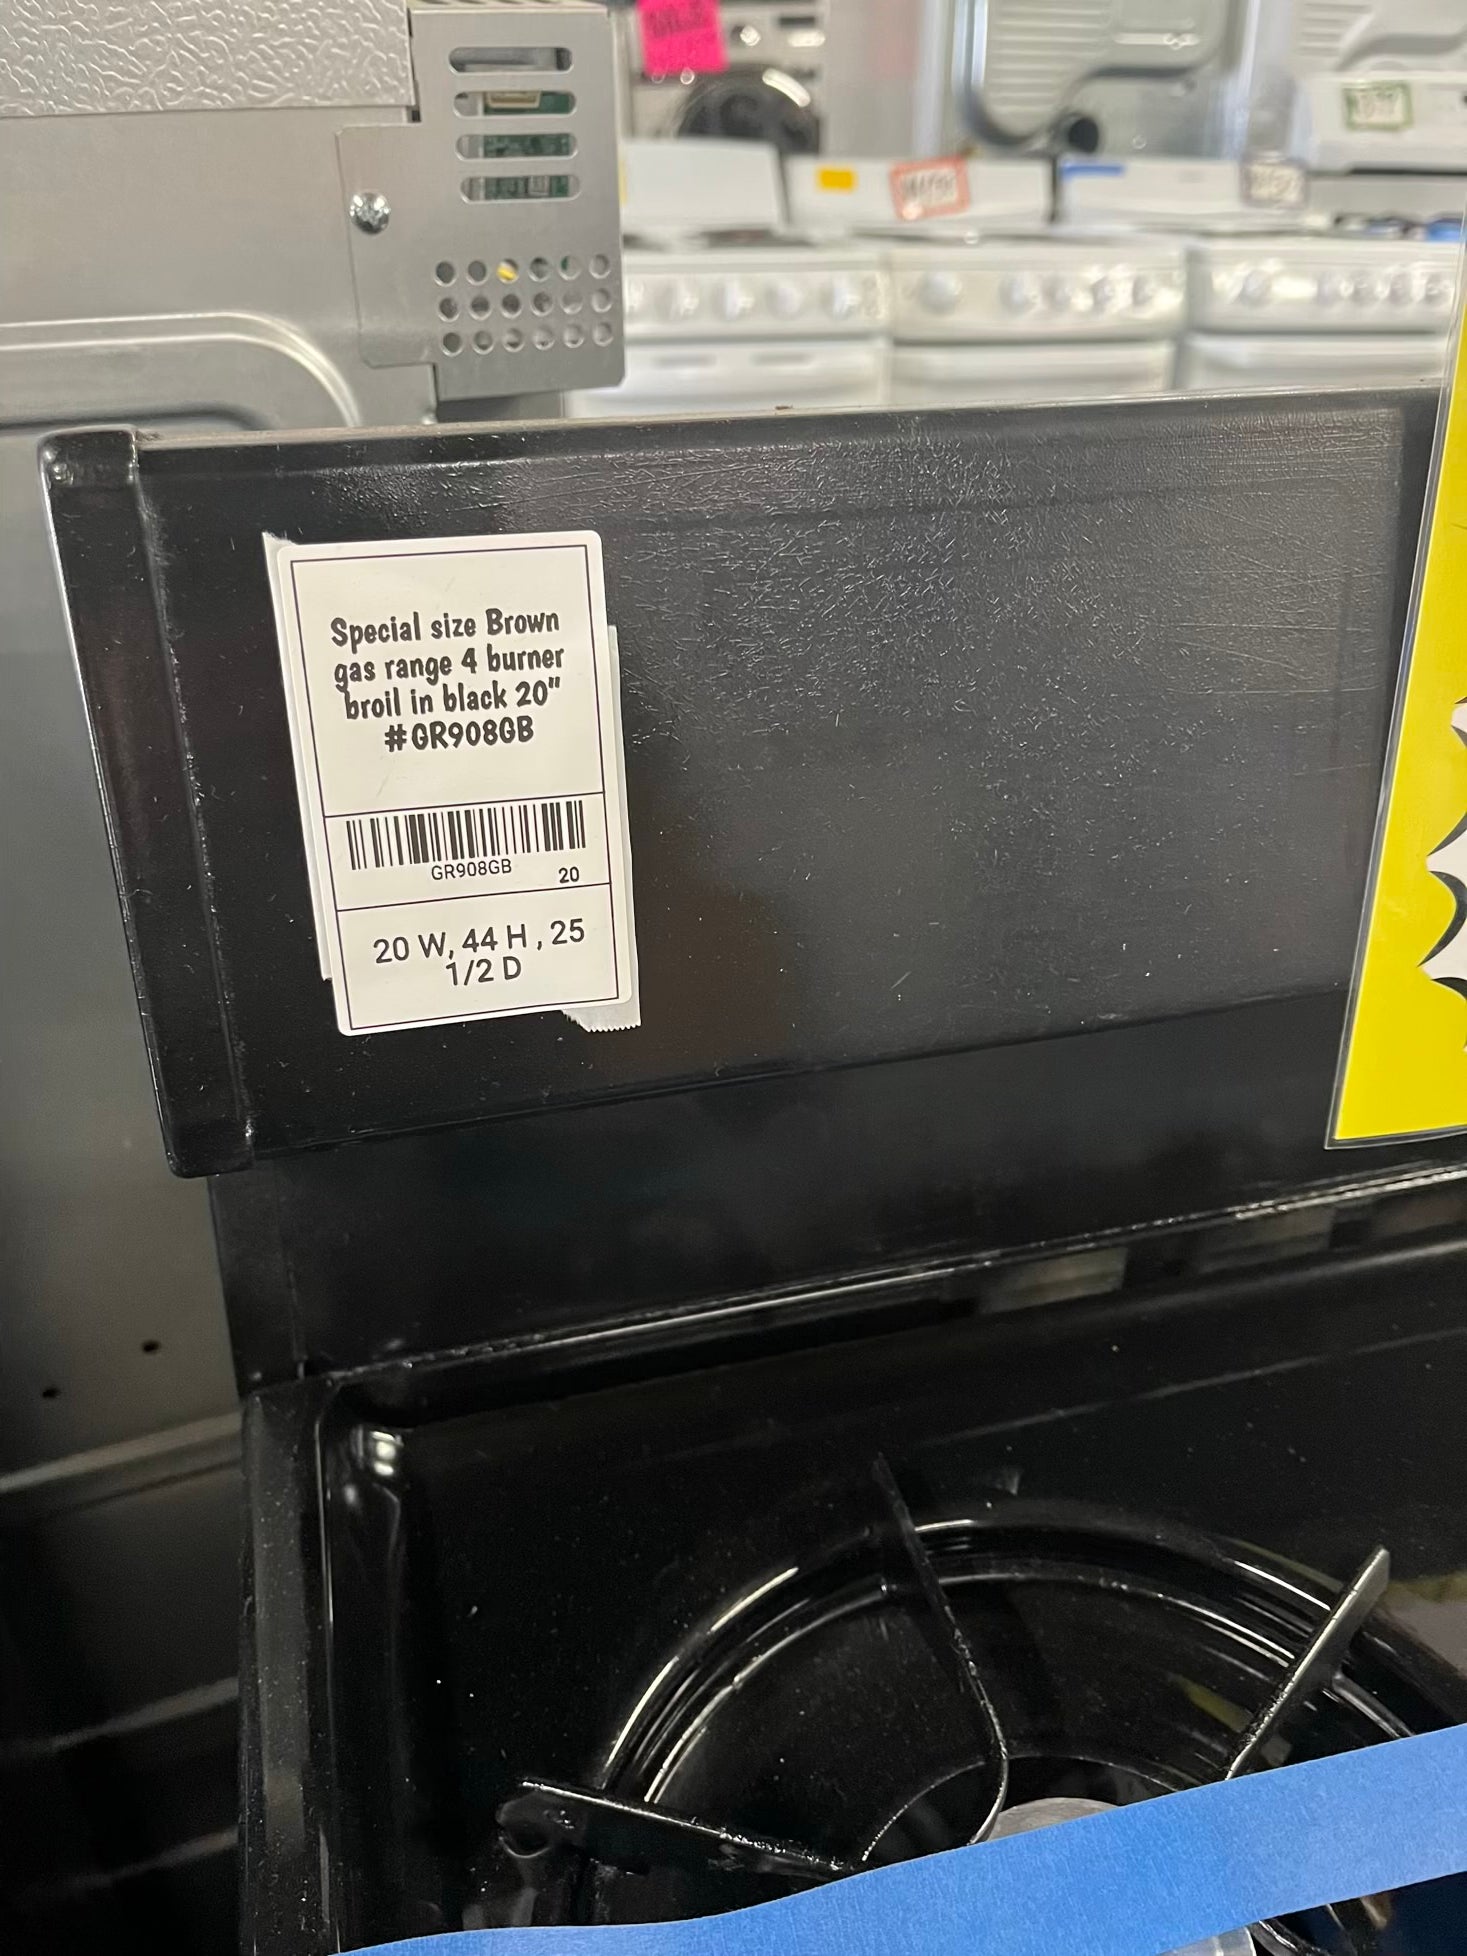 Special size Brown
gas range 4 burner
broil in black 20"
#GR908GB
GR908GB
20
20 W, 44 H , 25
1/2 D